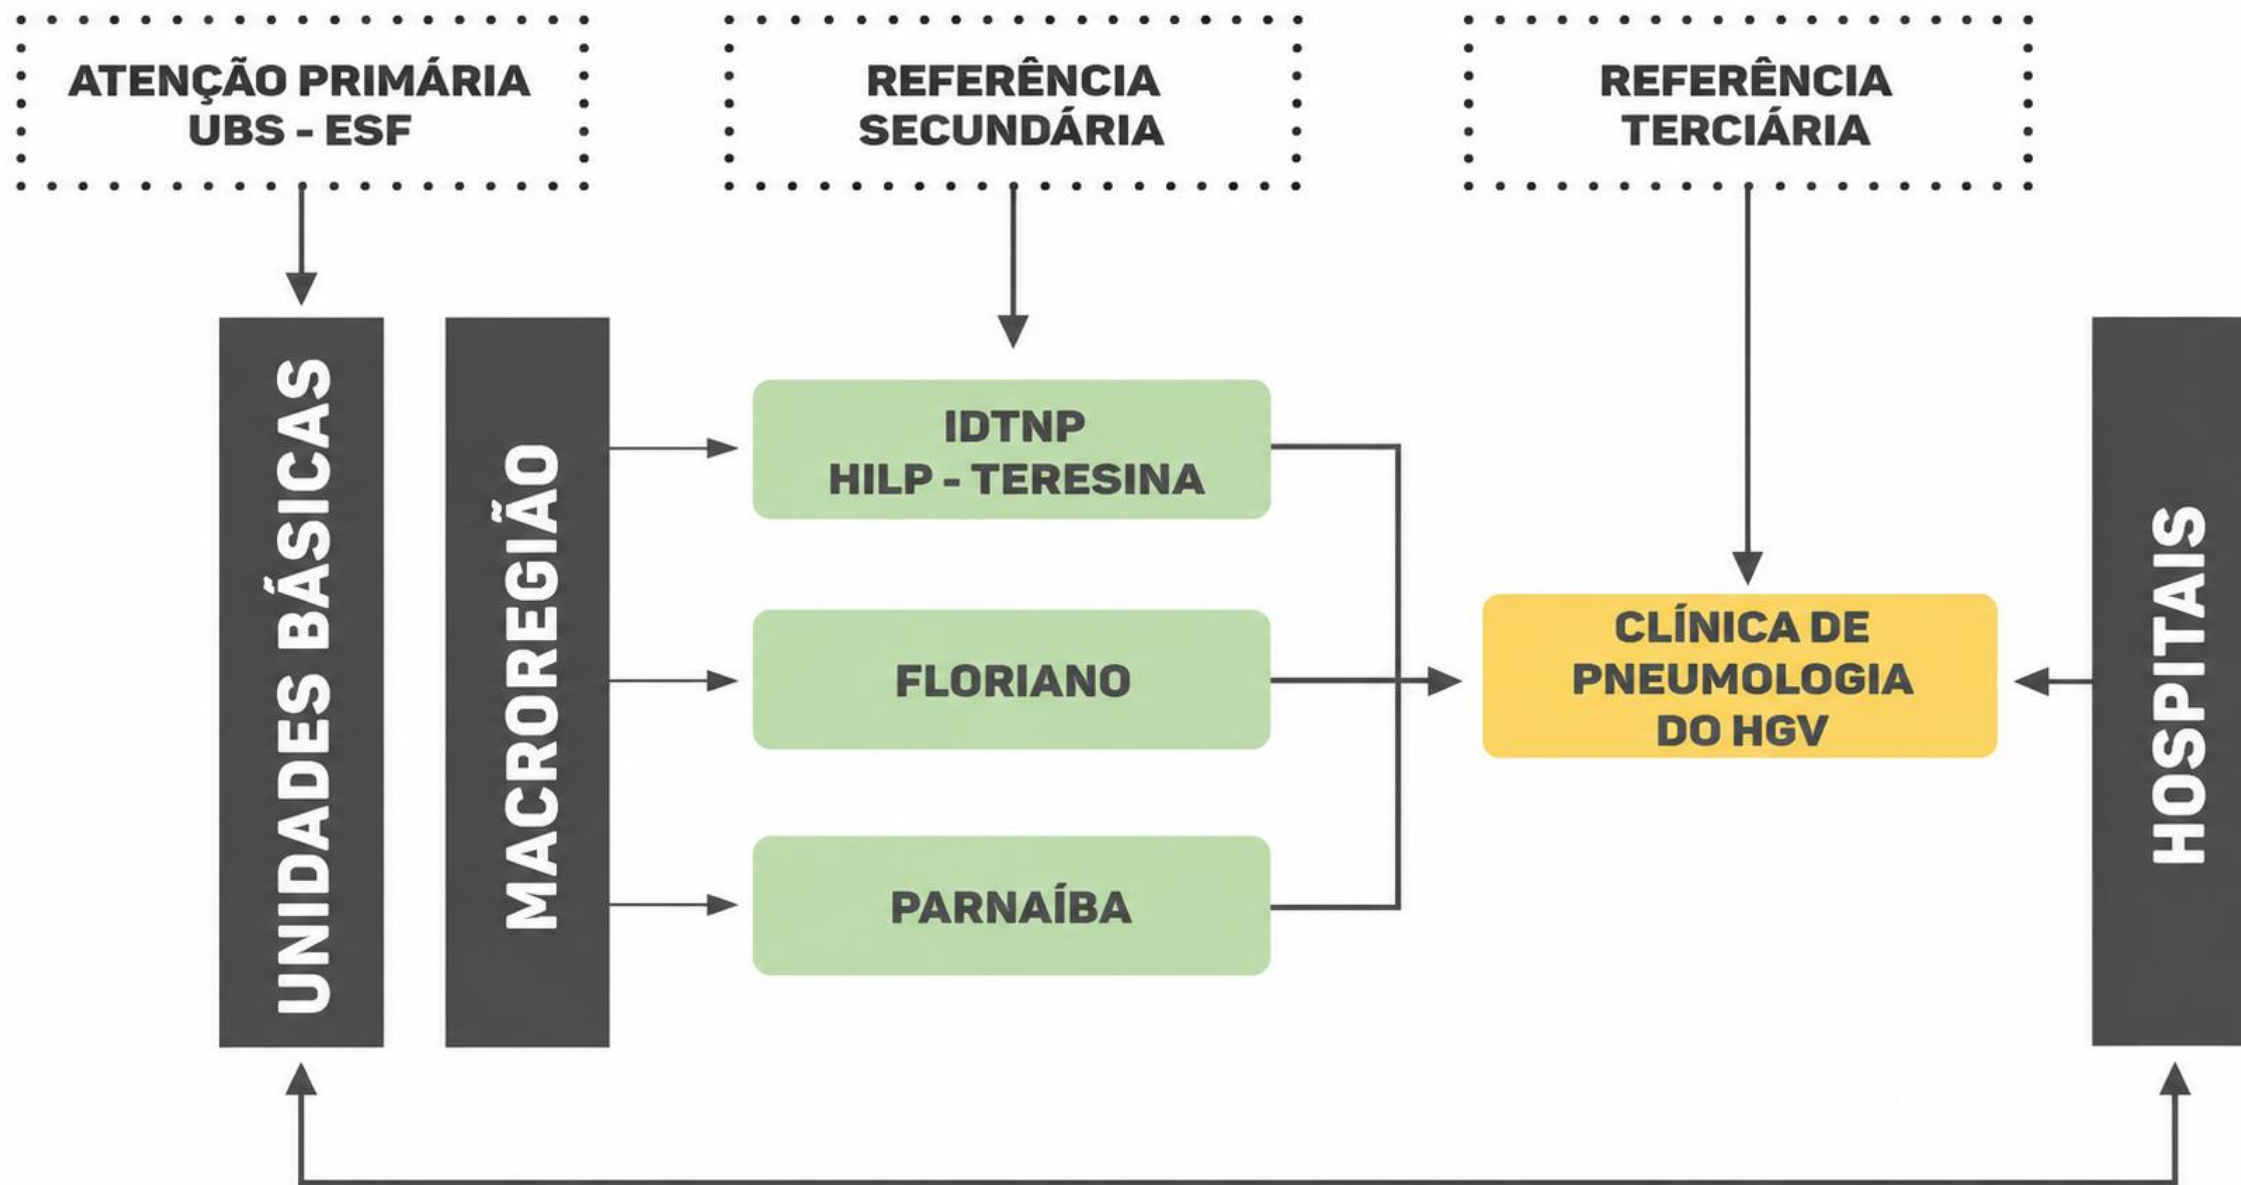 ATENÇÃO PRIMÁRIA
UBS - ESF
REFERÊNCIA
SECUNDÁRIA
REFERÊNCIA
TERCIÁRIA
UNIDADES BÁSICAS
MACROREGIÃO
IDTNP
HILP - TERESINA
FLORIANO
PARNAÍBA
CLÍNICA DE
PNEUMOLOGIA
DO HGV
HOSPITAIS